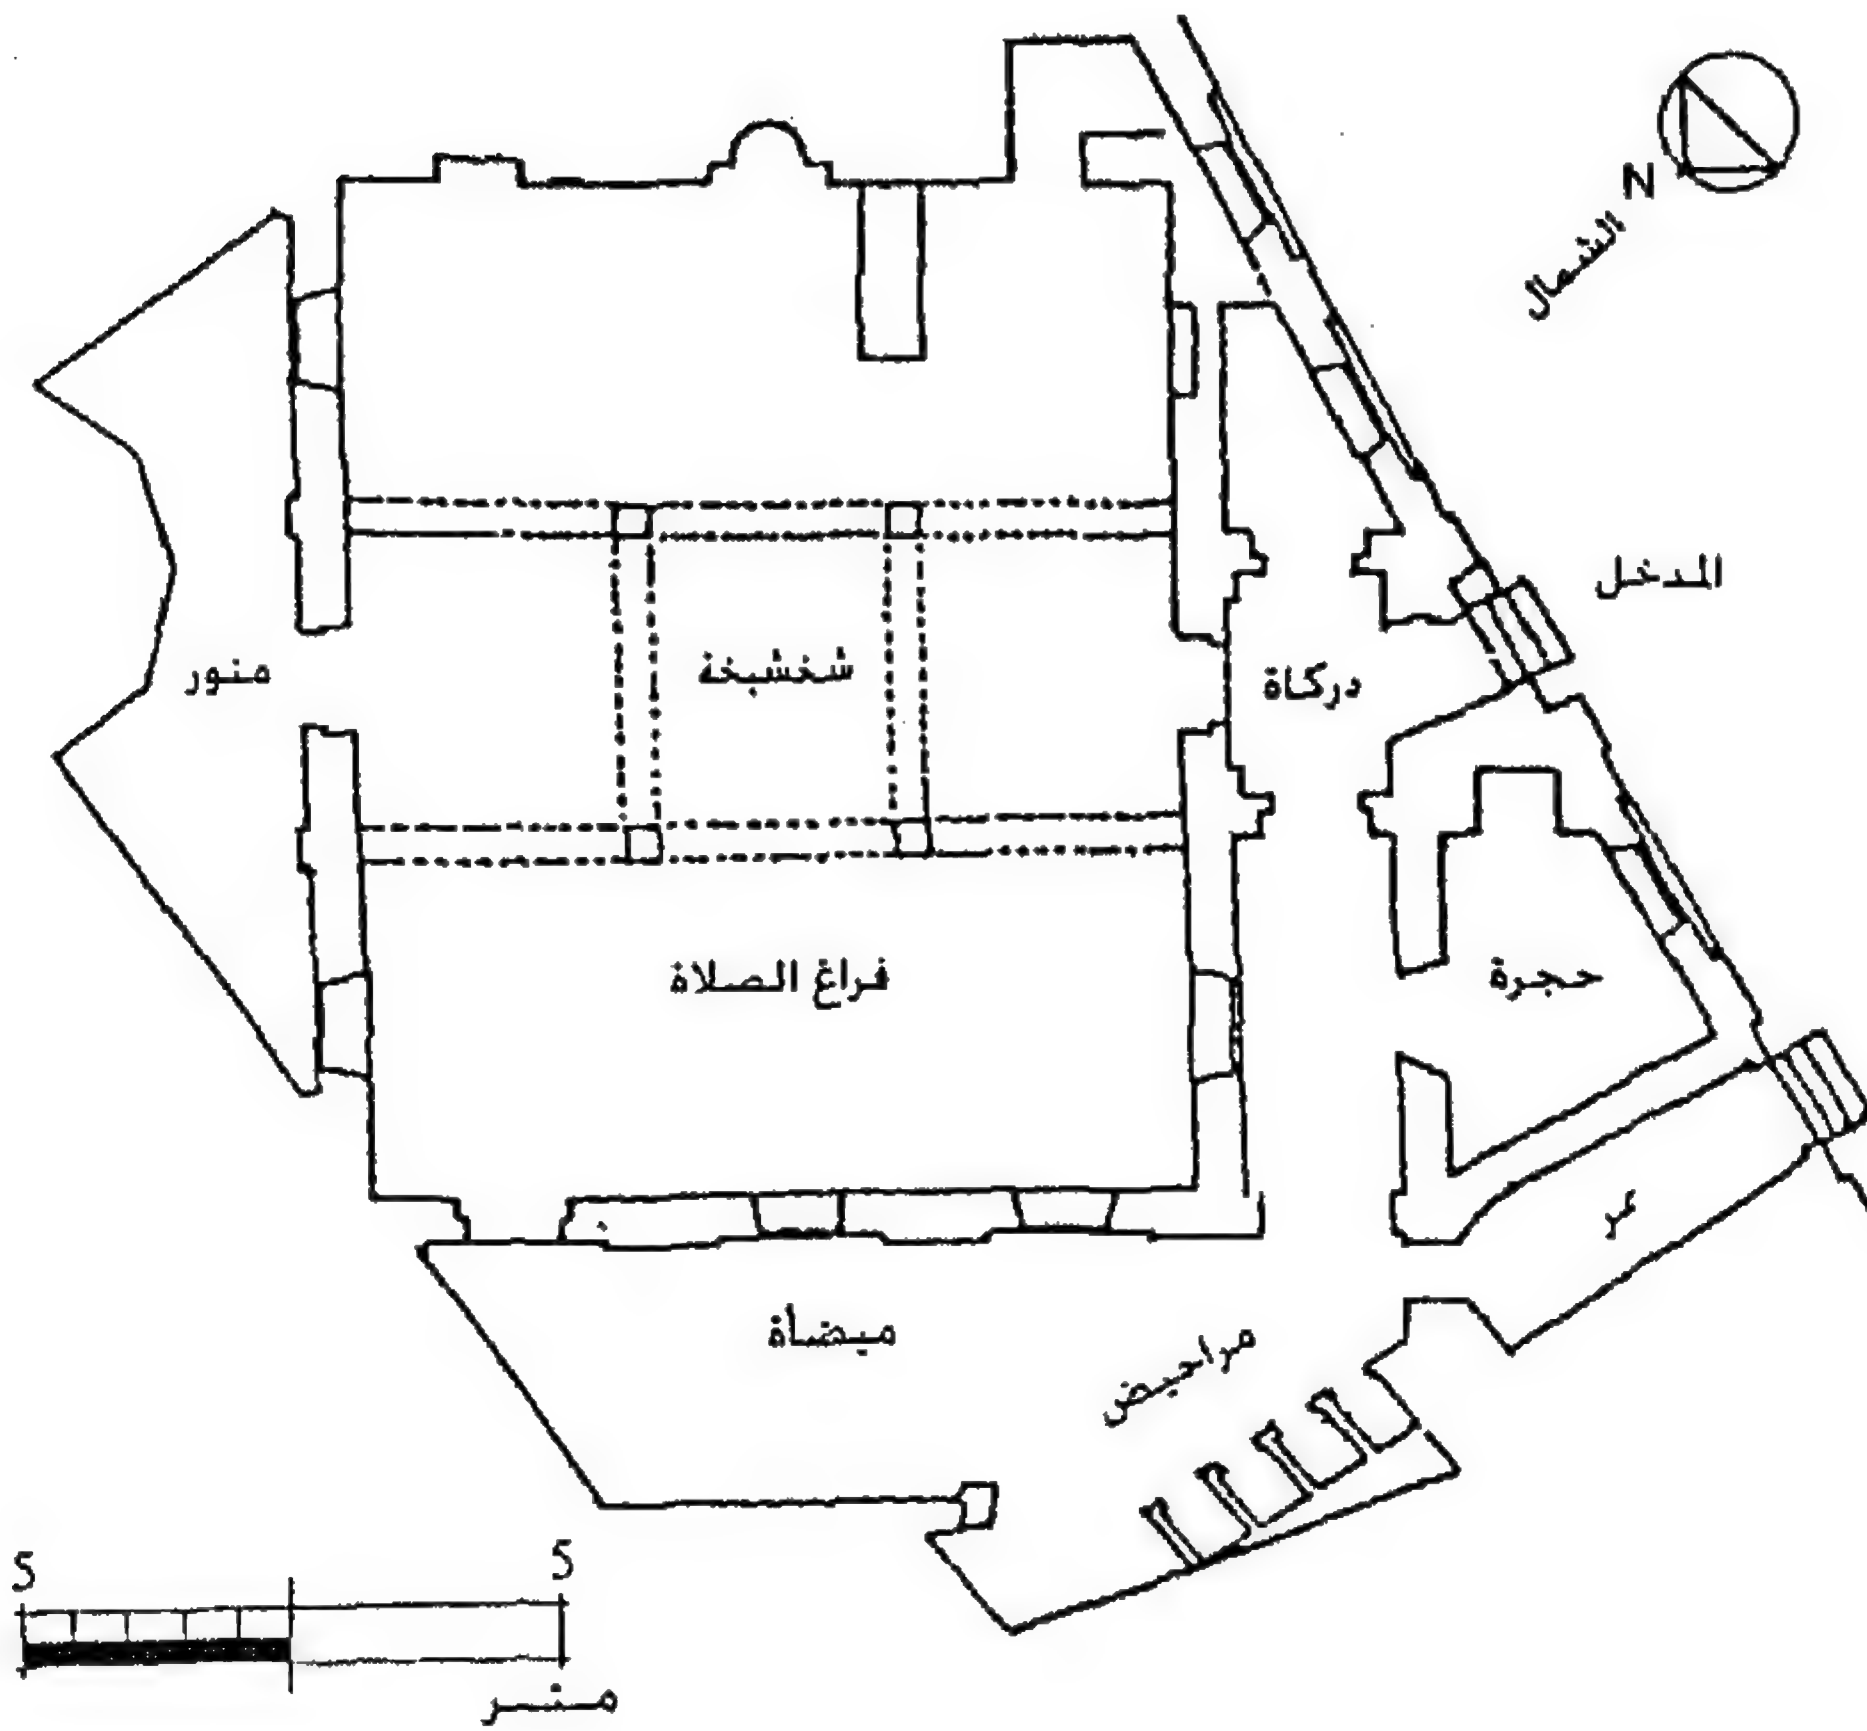 N
الشمال
المدخل
منور
شخشيخة
دركاة
فراغ الصلاة
حجرة
ممر
ميضأة
مراحيض
5 5
متر